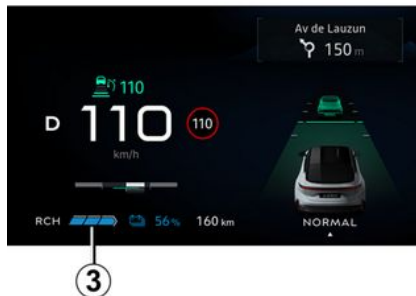 Av de Lauzun
150 m
110
D 110 110
km/h
RCH 56% 160 km
NORMAL
3